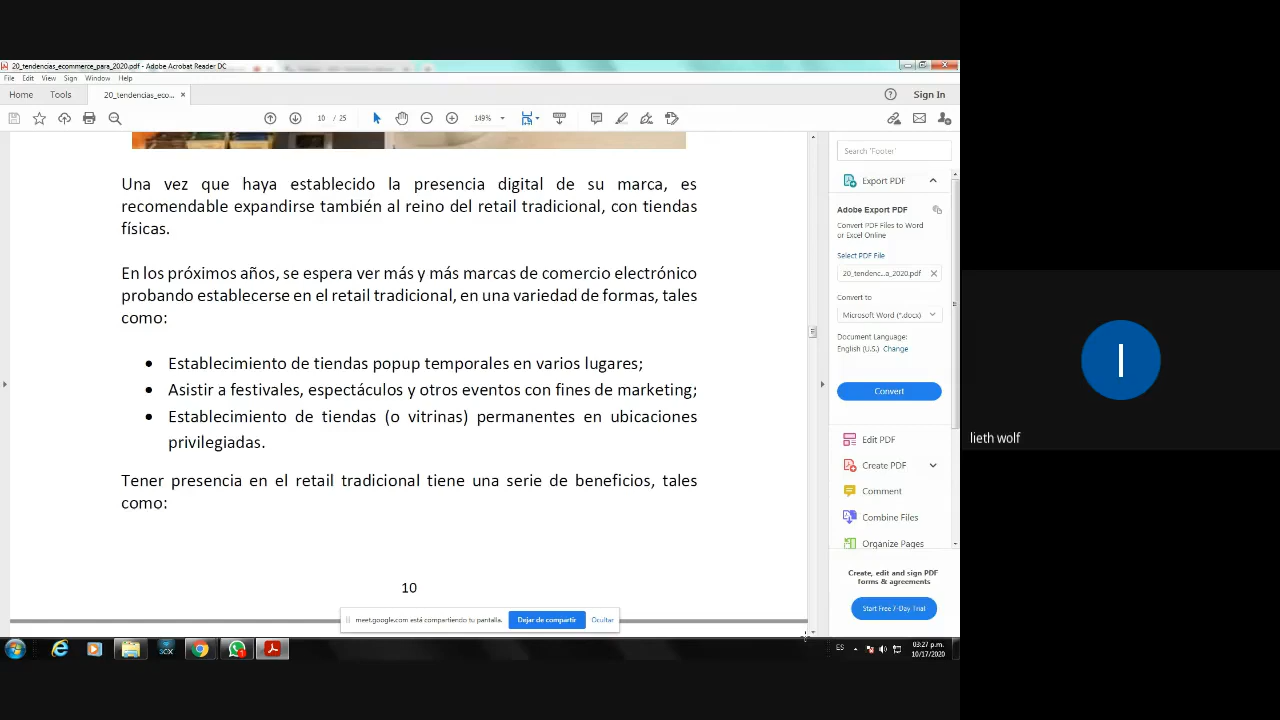 20_tendencias_ecommerce_para_2020.pdf - Adobe Acrobat Reader DC
File Edit View Sign Window Help
Home Tools 20_tendencias_eco... × Sign In
10 / 25 149%
Search 'Footer'
Una vez que haya establecido la presencia digital de su marca, es
recomendable expandirse también al reino del retail tradicional, con tiendas
físicas.
En los próximos años, se espera ver más y más marcas de comercio electrónico
probando establecerse en el retail tradicional, en una variedad de formas, tales
como:
• Establecimiento de tiendas popup temporales en varios lugares;
• Asistir a festivales, espectáculos y otros eventos con fines de marketing;
• Establecimiento de tiendas (o vitrinas) permanentes en ubicaciones
privilegiadas.
Tener presencia en el retail tradicional tiene una serie de beneficios, tales
como:
10
Export PDF
Adobe Export PDF
Convert PDF Files to Word
or Excel Online
Select PDF File
20_tendenc...a_2020.pdf ×
Convert to
Microsoft Word (*.docx)
Document Language:
English (U.S.) Change
Convert
Edit PDF
Create PDF
Comment
Combine Files
Organize Pages
Create, edit and sign PDF
forms & agreements
Start Free 7-Day Trial
meet.google.com está compartiendo tu pantalla. Dejar de compartir Ocultar
SCX
ES
03:27 p.m.
10/17/2020
l
lieth wolf